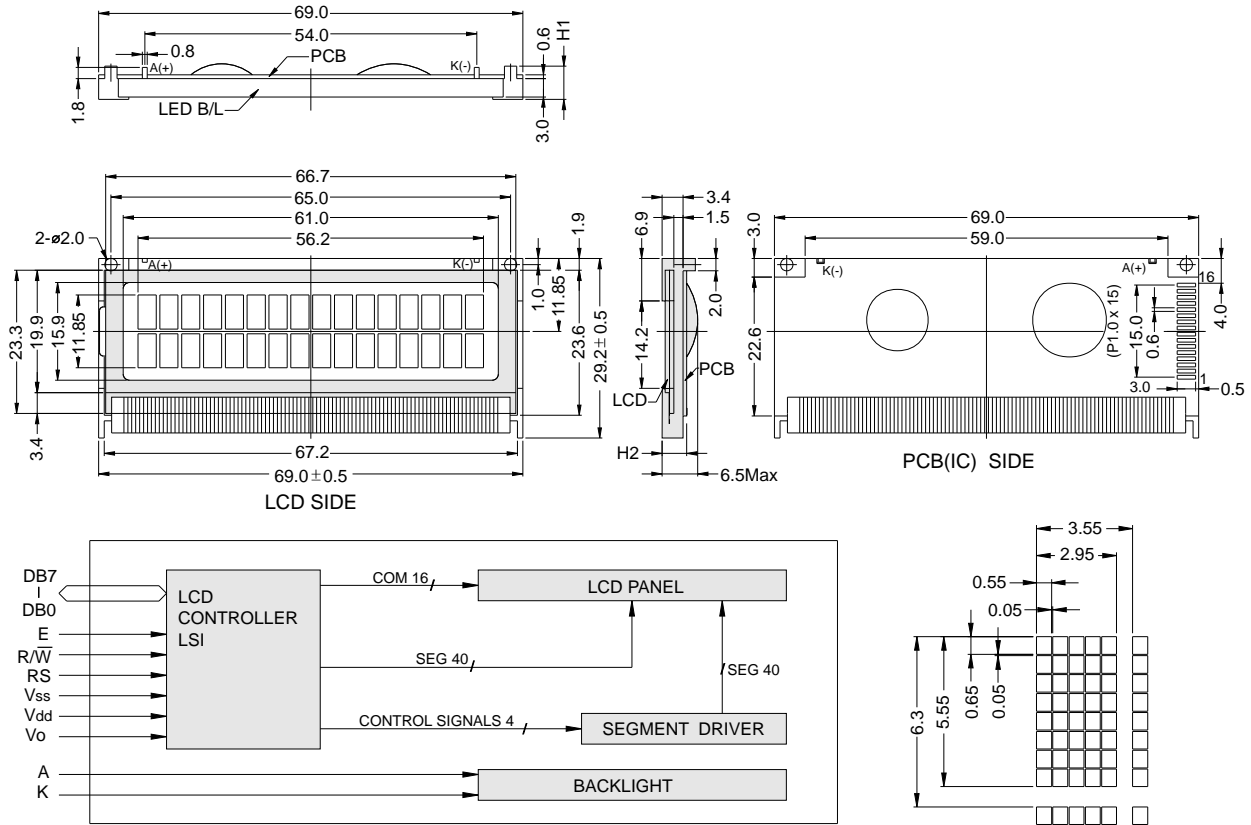 69.0
54.0
0.8
PCB
A(+)
K(-)
0.6
H1
1.8
LED B/L
3.0
66.7
65.0
61.0
56.2
2-ø2.0
A(+)
K(-)
1.9
1.0
11.85
23.3
19.9
15.9
11.85
23.6
29.2±0.5
3.4
67.2
69.0±0.5
LCD SIDE
3.4
1.5
6.9
2.0
14.2
PCB
LCD
H2
6.5Max
3.0
69.0
59.0
K(-)
A(+)
16
4.0
22.6
(P1.0 x 15)
15.0
0.6
3.0
1
0.5
PCB(IC) SIDE
DB7
DB0
E
R/W̅
RS
Vss
Vdd
Vo
A
K
LCD
CONTROLLER
LSI
COM 16
LCD PANEL
SEG 40
SEG 40
CONTROL SIGNALS 4
SEGMENT DRIVER
BACKLIGHT
3.55
2.95
0.55
0.05
6.3
5.55
0.65
0.05